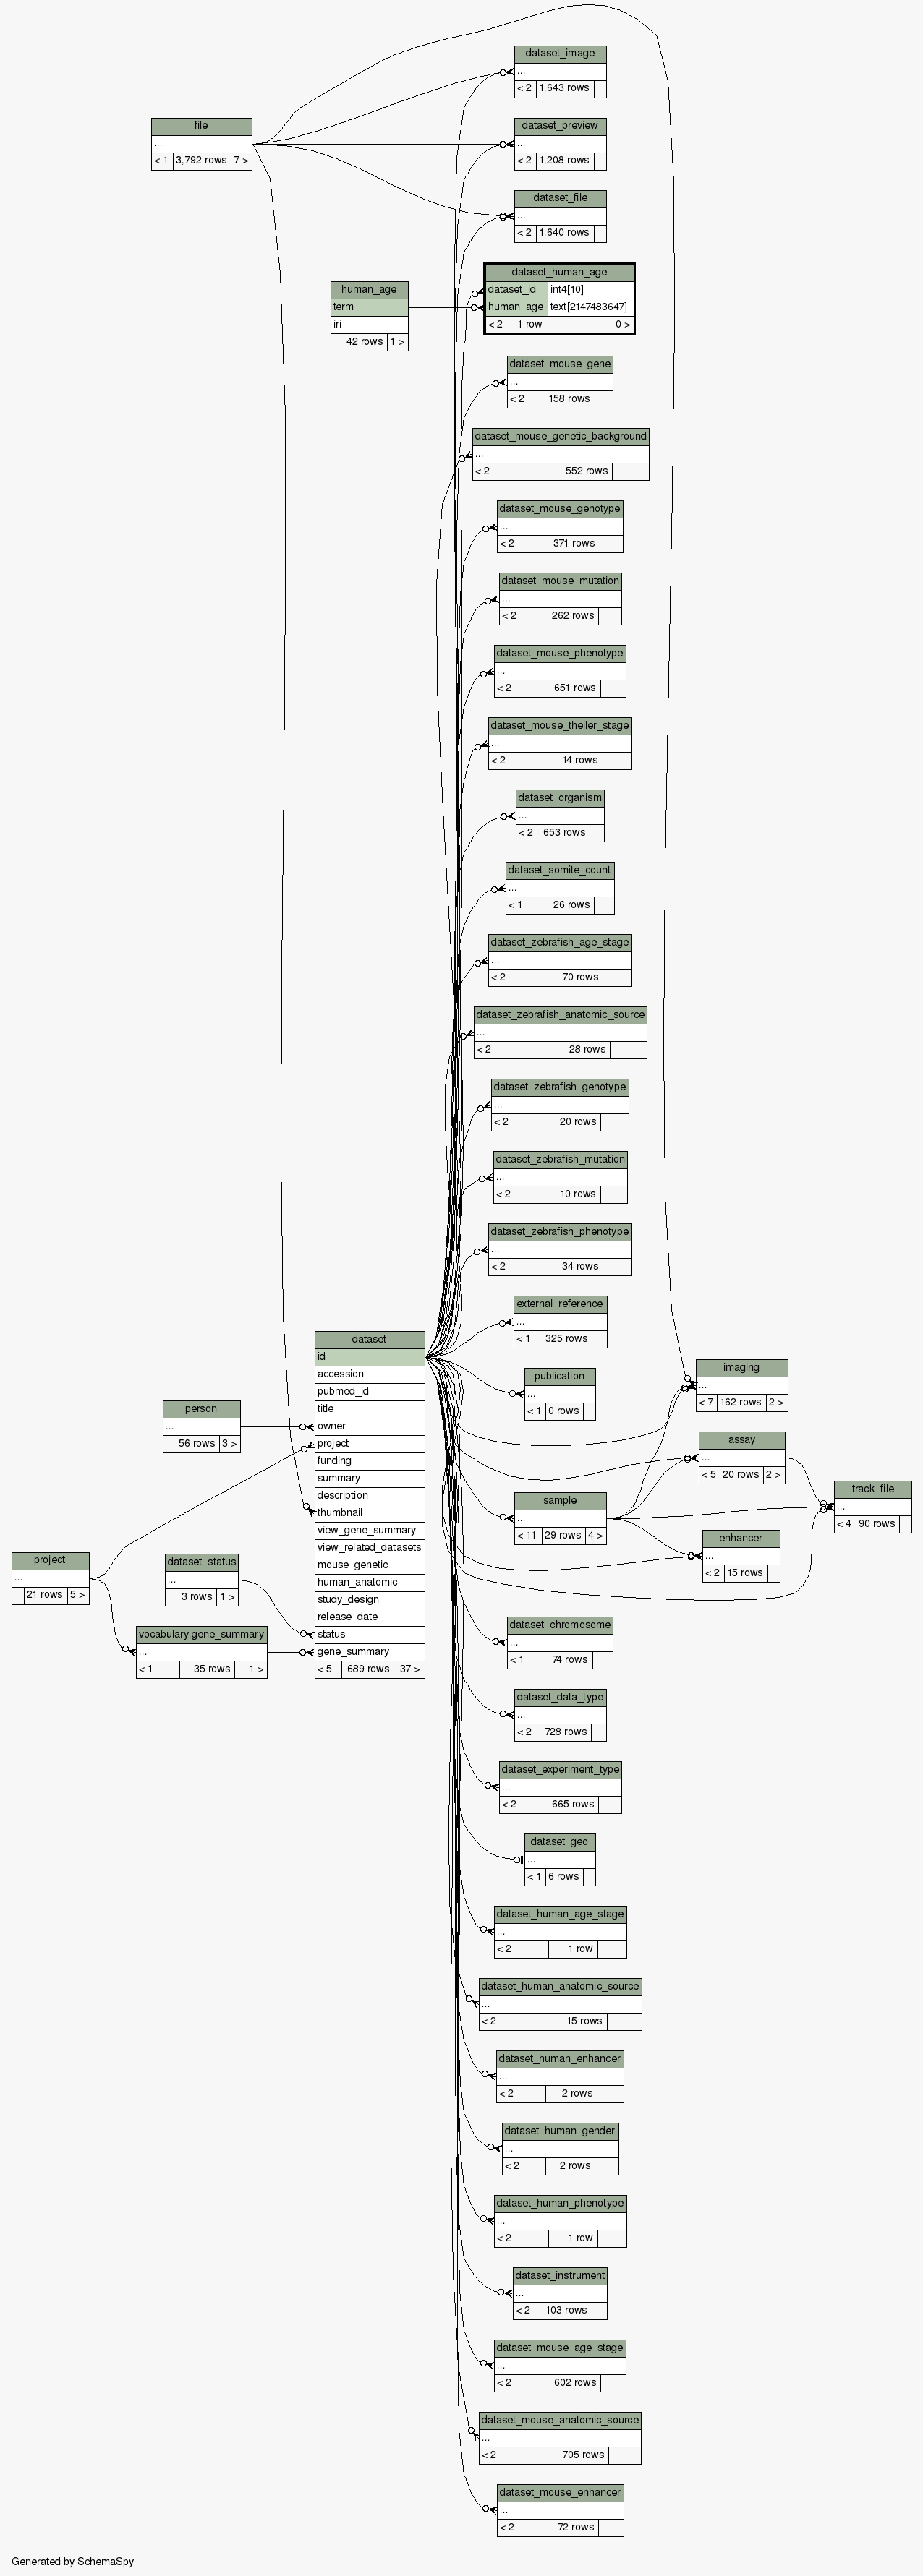 dataset_image
...
< 2 1,643 rows
file
...
< 1 3,792 rows 7 >
dataset_preview
...
< 2 1,208 rows
dataset_file
...
< 2 1,640 rows
dataset_human_age
dataset_id int4[10]
human_age text[2147483647]
< 2 1 row 0 >
human_age
term
iri
42 rows 1 >
dataset_mouse_gene
...
< 2 158 rows
dataset_mouse_genetic_background
...
< 2 552 rows
dataset_mouse_genotype
...
< 2 371 rows
dataset_mouse_mutation
...
< 2 262 rows
dataset_mouse_phenotype
...
< 2 651 rows
dataset_mouse_theiler_stage
...
< 2 14 rows
dataset_organism
...
< 2 653 rows
dataset_somite_count
...
< 1 26 rows
dataset_zebrafish_age_stage
...
< 2 70 rows
dataset_zebrafish_anatomic_source
...
< 2 28 rows
dataset_zebrafish_genotype
...
< 2 20 rows
dataset_zebrafish_mutation
...
< 2 10 rows
dataset_zebrafish_phenotype
...
< 2 34 rows
external_reference
...
< 1 325 rows
dataset
id
accession
pubmed_id
title
owner
project
funding
summary
description
thumbnail
view_gene_summary
view_related_datasets
mouse_genetic
human_anatomic
study_design
release_date
status
gene_summary
< 5 689 rows 37 >
publication
...
< 1 0 rows
imaging
...
< 7 162 rows 2 >
person
...
56 rows 3 >
assay
...
< 5 20 rows 2 >
track_file
...
< 4 90 rows
sample
...
< 11 29 rows 4 >
enhancer
...
< 2 15 rows
project
...
21 rows 5 >
dataset_status
...
3 rows 1 >
vocabulary.gene_summary
...
< 1 35 rows 1 >
dataset_chromosome
...
< 1 74 rows
dataset_data_type
...
< 2 728 rows
dataset_experiment_type
...
< 2 665 rows
dataset_geo
...
< 1 6 rows
dataset_human_age_stage
...
< 2 1 row
dataset_human_anatomic_source
...
< 2 15 rows
dataset_human_enhancer
...
< 2 2 rows
dataset_human_gender
...
< 2 2 rows
dataset_human_phenotype
...
< 2 1 row
dataset_instrument
...
< 2 103 rows
dataset_mouse_age_stage
...
< 2 602 rows
dataset_mouse_anatomic_source
...
< 2 705 rows
dataset_mouse_enhancer
...
< 2 72 rows
Generated by SchemaSpy